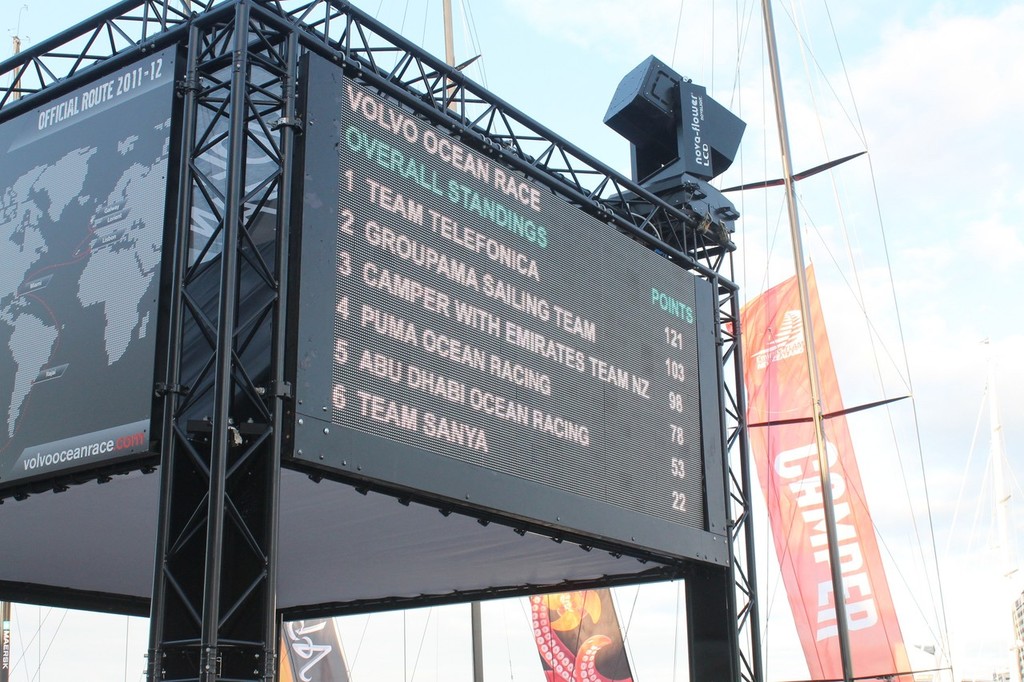 OFFICIAL ROUTE 2011-12
volvooceanrace.com
VOLVO OCEAN RACE
OVERALL STANDINGS
POINTS
1 TEAM TELEFONICA 121
2 GROUPAMA SAILING TEAM 103
3 CAMPER WITH EMIRATES TEAM NZ 98
4 PUMA OCEAN RACING 78
5 ABU DHABI OCEAN RACING 53
6 TEAM SANYA 22
nova-flower
LCD
CAMPER
MAERSK